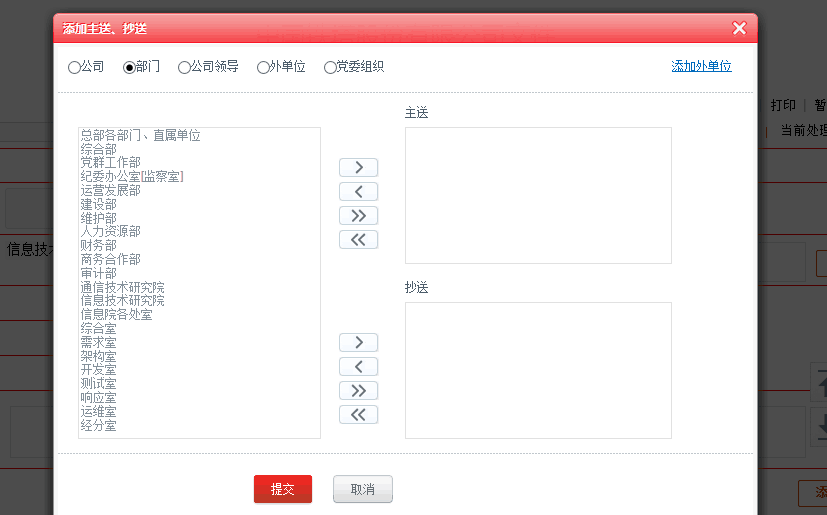 添加主送、抄送
公司 部门 公司领导 外单位 党委组织 添加外单位
打印 | 暂
当前处理
主送
总部各部门、直属单位
综合部
党群工作部
纪委办公室[监察室]
运营发展部
建设部
维护部
人力资源部
财务部
商务合作部
审计部
通信技术研究院
信息技术研究院
信息院各处室
综合室
需求室
架构室
开发室
测试室
响应室
运维室
经分室
信息技术
抄送
提交 取消
添